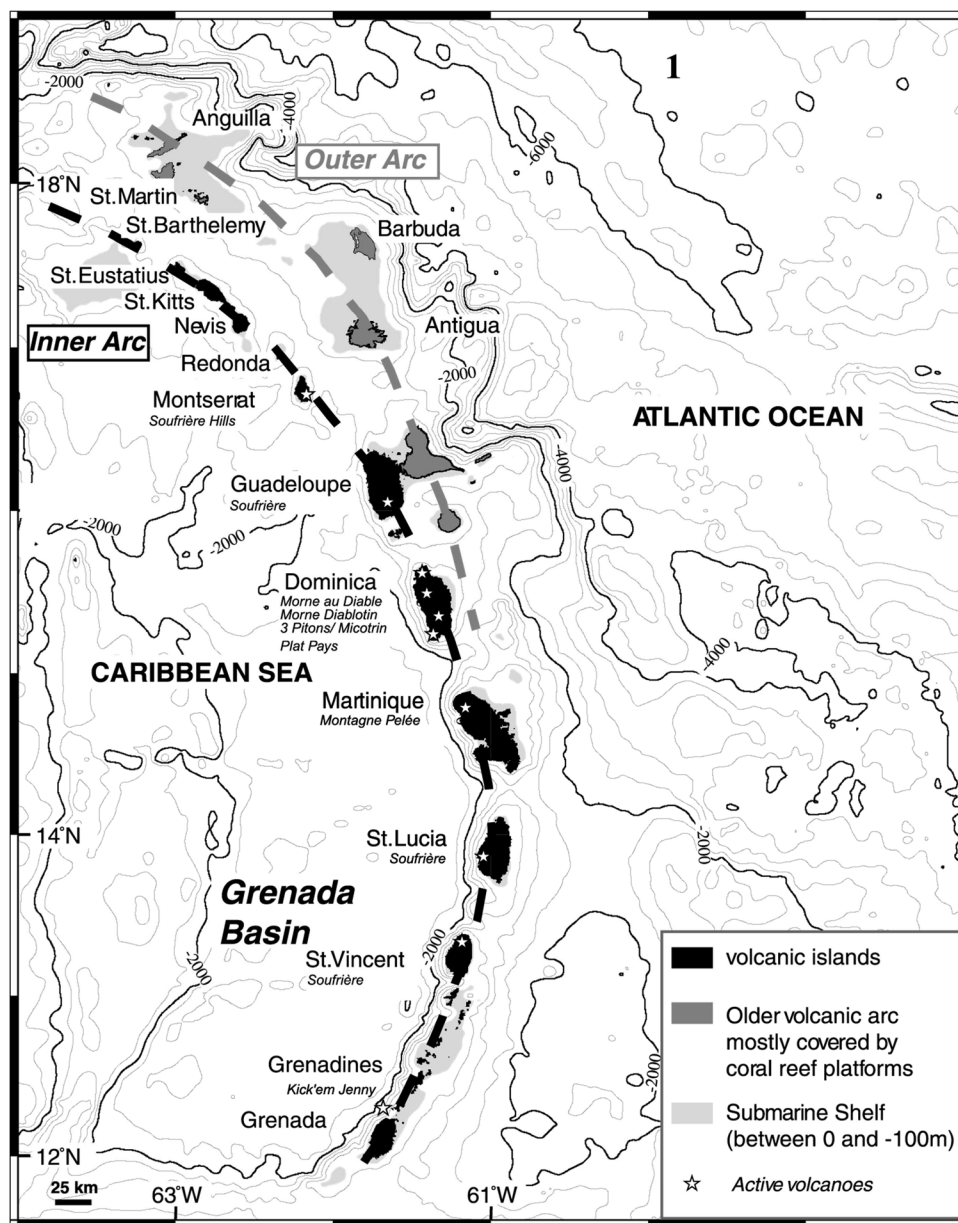 1
-2000
-4000
-6000
Anguilla
Outer Arc
18°N
St.Martin
St.Barthelemy
Barbuda
St.Eustatius
St.Kitts
Nevis
Antigua
Inner Arc
Redonda
-2000
Montserrat
Soufrière Hills
ATLANTIC OCEAN
-4000
Guadeloupe
Soufrière
-2000
-2000
Dominica
Morne au Diable
Morne Diablotin
3 Pitons/ Micotrin
Plat Pays
-4000
CARIBBEAN SEA
Martinique
Montagne Pelée
14°N
St.Lucia
Soufrière
-2000
Grenada
Basin
-2000
-2000
St.Vincent
Soufrière
Grenadines
Kick'em Jenny
-2000
Grenada
12°N
25 km
63°W
61°W
volcanic islands
Older volcanic arc
mostly covered by
coral reef platforms
Submarine Shelf
(between 0 and -100m)
Active volcanoes